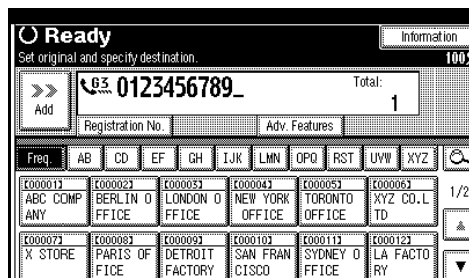 Ready
Information
Set original and specify destination.
100%
Add
G3 0123456789_
Total:
1
Registration No.
Adv. Features
Freq. AB CD EF GH IJK LMN OPQ RST UVW XYZ
[00001] [00002] [00003] [00004] [00005] [00006]
ABC COMP BERLIN O LONDON O NEW YORK TORONTO XYZ CO.L
ANY FFICE FFICE OFFICE OFFICE TD
1/2
[00007] [00008] [00009] [00010] [00011] [00012]
X STORE PARIS OF DETROIT SAN FRAN SYDNEY O LA FACTO
FICE FACTORY CISCO FFICE RY